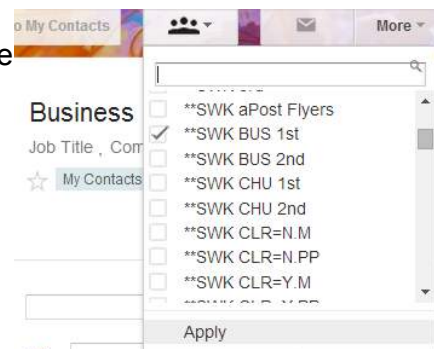 o My Contacts
More
e
Business
Job Title , Com
My Contacts
**SWK aPost Flyers
**SWK BUS 1st
**SWK BUS 2nd
**SWK CHU 1st
**SWK CHU 2nd
**SWK CLR=N.M
**SWK CLR=N.PP
**SWK CLR=Y.M
Apply